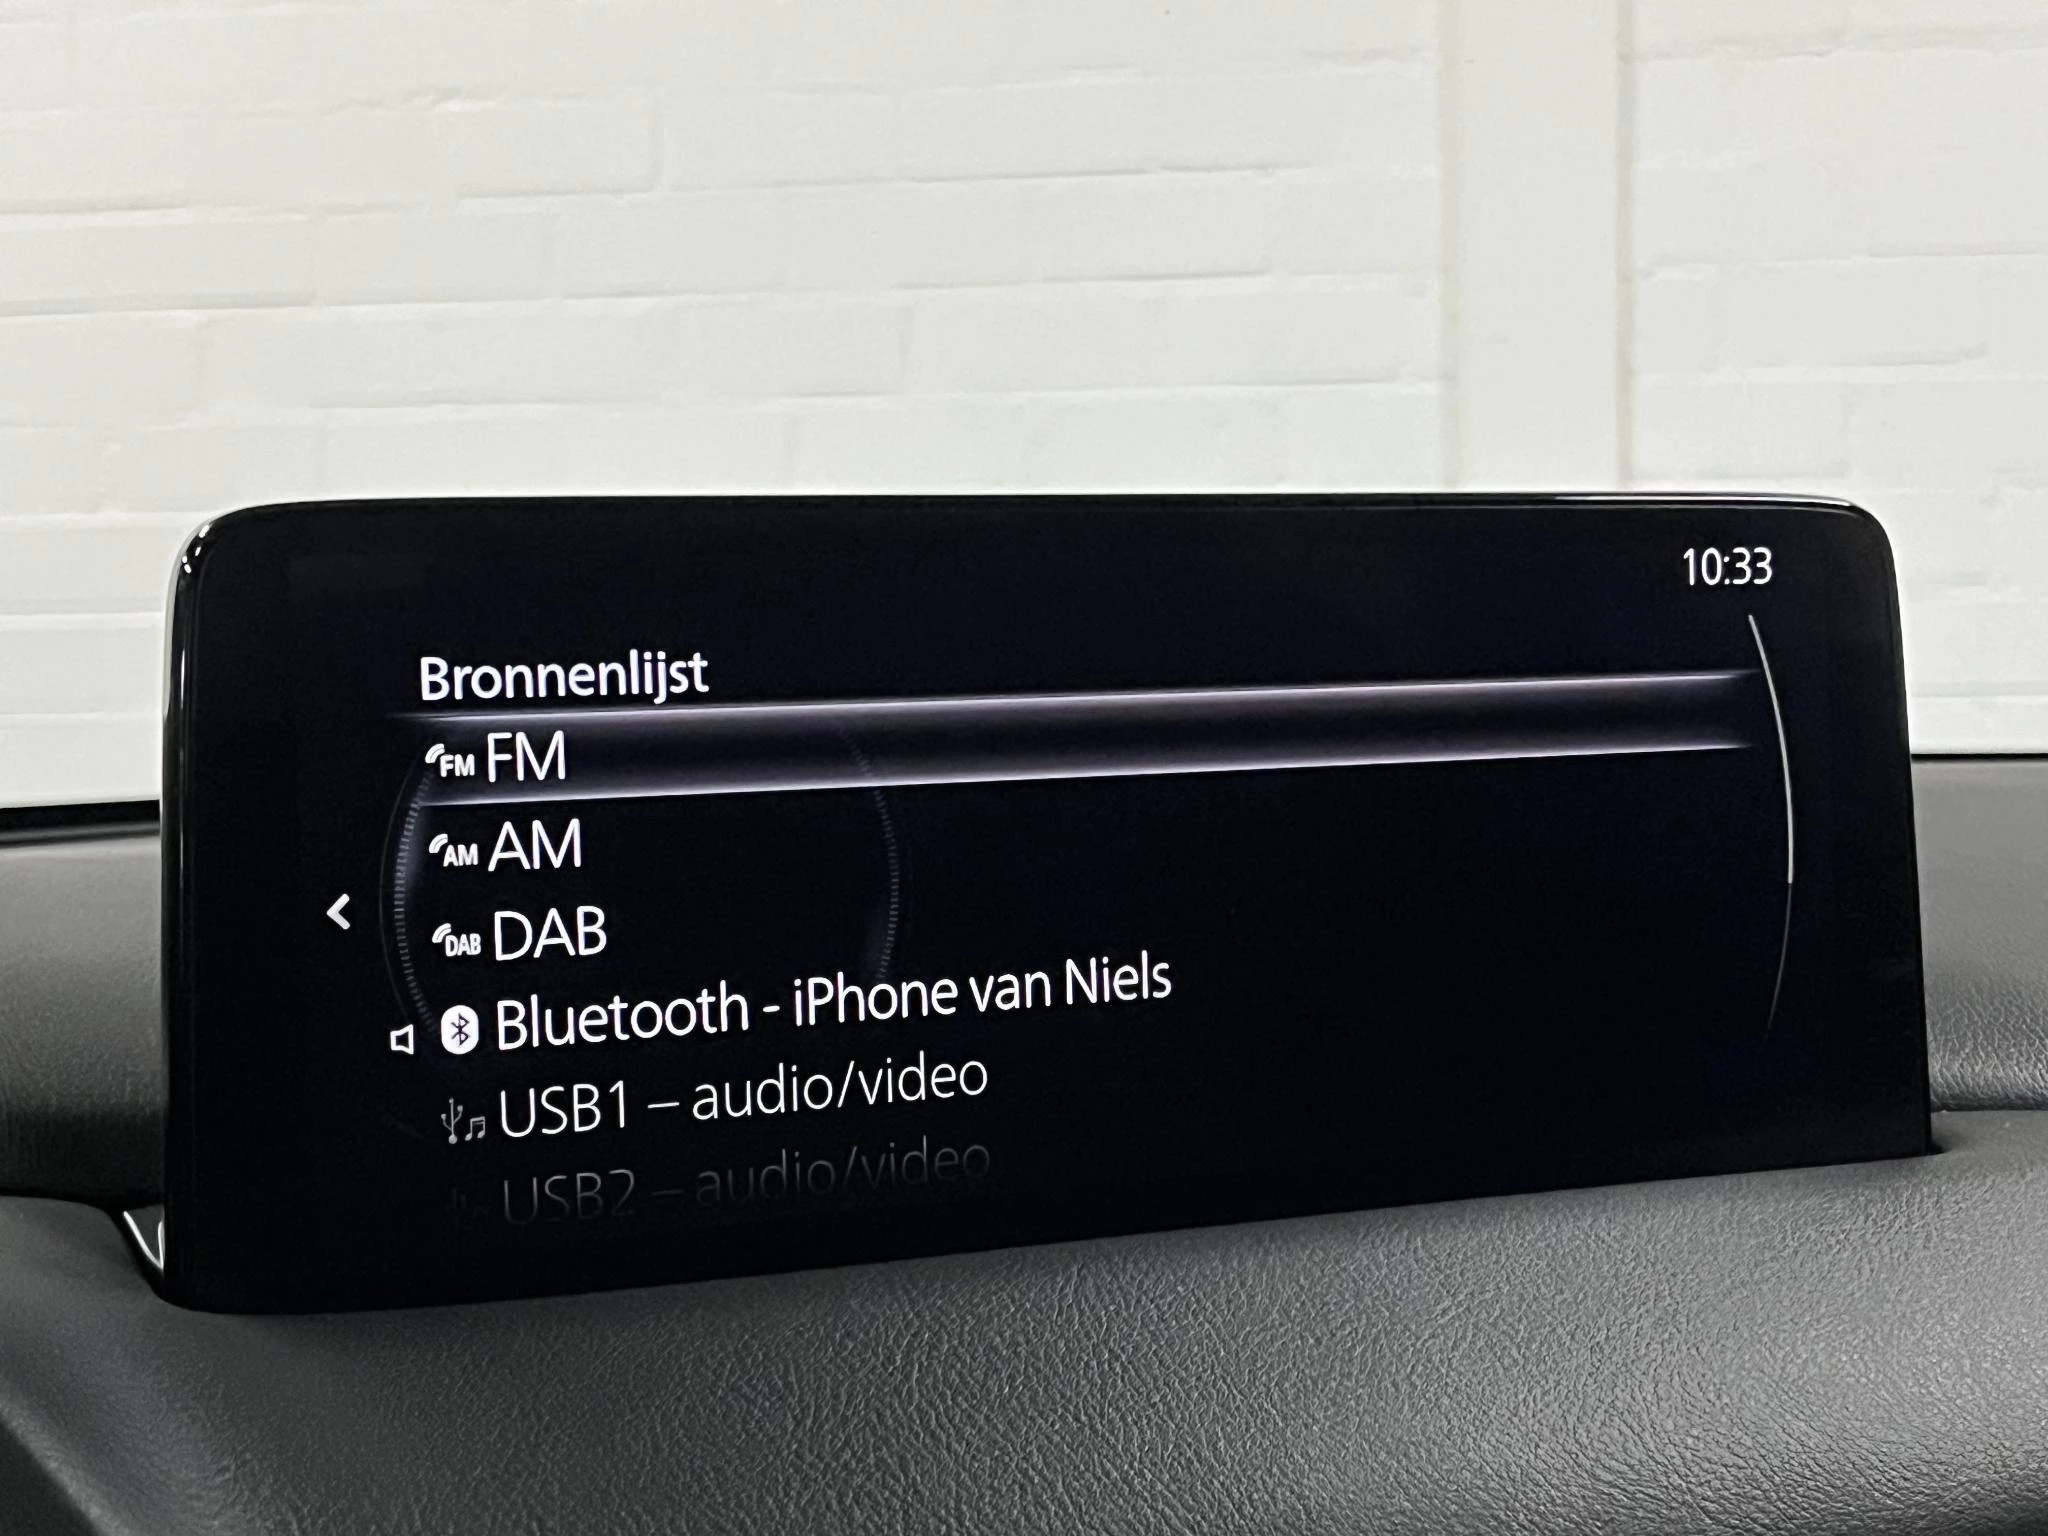 10:33
Bronnenlijst
FM FM
AM AM
DAB DAB
Bluetooth - iPhone van Niels
USB1 – audio/video
USB2 – audio/video